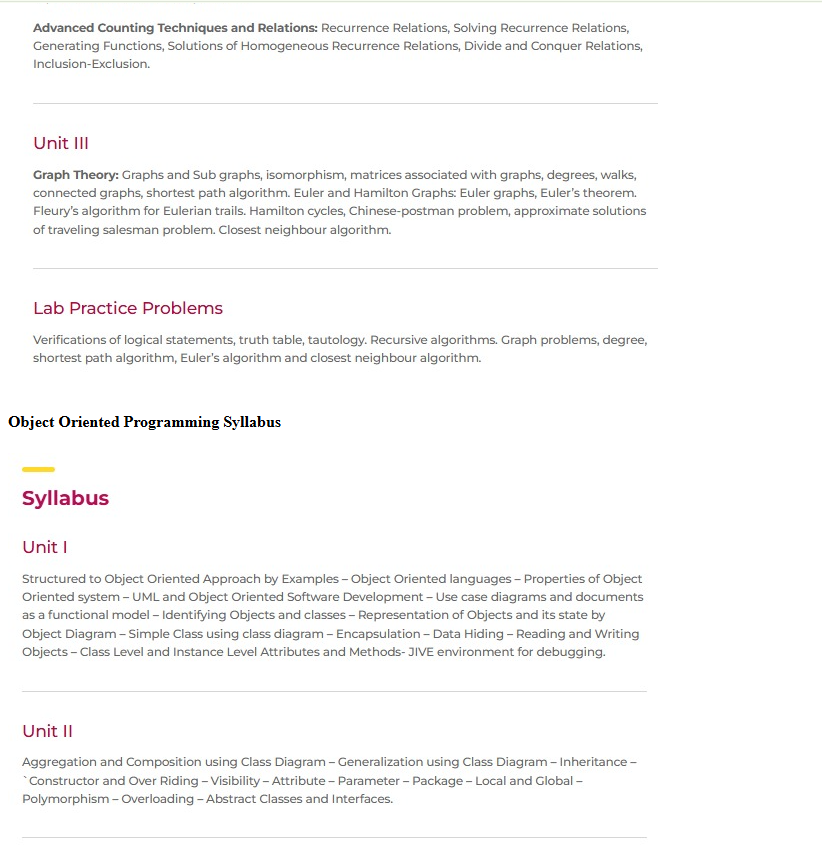 Advanced Counting Techniques and Relations: Recurrence Relations, Solving Recurrence Relations,
Generating Functions, Solutions of Homogeneous Recurrence Relations, Divide and Conquer Relations,
Inclusion-Exclusion.
Unit III
Graph Theory: Graphs and Sub graphs, isomorphism, matrices associated with graphs, degrees, walks,
connected graphs, shortest path algorithm. Euler and Hamilton Graphs: Euler graphs, Euler’s theorem.
Fleury’s algorithm for Eulerian trails. Hamilton cycles, Chinese-postman problem, approximate solutions
of traveling salesman problem. Closest neighbour algorithm.
Lab Practice Problems
Verifications of logical statements, truth table, tautology. Recursive algorithms. Graph problems, degree,
shortest path algorithm, Euler’s algorithm and closest neighbour algorithm.
Object Oriented Programming Syllabus
Syllabus
Unit I
Structured to Object Oriented Approach by Examples – Object Oriented languages – Properties of Object
Oriented system – UML and Object Oriented Software Development – Use case diagrams and documents
as a functional model – Identifying Objects and classes – Representation of Objects and its state by
Object Diagram – Simple Class using class diagram – Encapsulation – Data Hiding – Reading and Writing
Objects – Class Level and Instance Level Attributes and Methods- JIVE environment for debugging.
Unit II
Aggregation and Composition using Class Diagram – Generalization using Class Diagram – Inheritance –
`Constructor and Over Riding – Visibility – Attribute – Parameter – Package – Local and Global –
Polymorphism – Overloading – Abstract Classes and Interfaces.